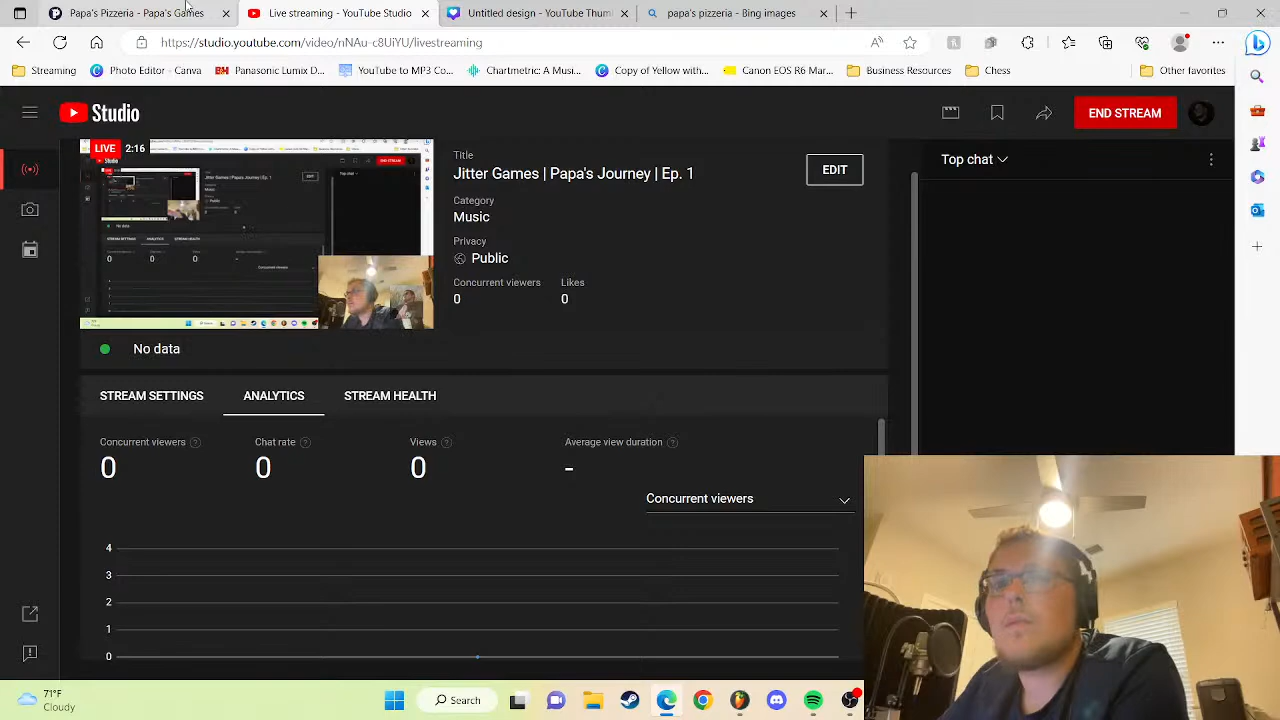 Papa's Pizzeria - Papa's
Livestreaming - YouTube Studio
Untitled design - YouTube Thum
papa's pizzeria - Bing images
https://studio.youtube.com/video/nNAu-c8UiYU/livestreaming
Streaming
Photo Editor - Canva
Panasonic Lumix D...
YouTube to MP3 Co...
Chartmetric | A mus...
Copy of Yellow with...
Canon EOS R6 Mar...
Business Resources
Chess
Other favorites
Studio
END STREAM
LIVE 2:16
Title
Jitter Games | Papa's Journey | Ep. 1
EDIT
Category
Music
Privacy
Public
Concurrent viewers
Likes
0
0
No data
Top chat
STREAM SETTINGS
ANALYTICS
STREAM HEALTH
Concurrent viewers
Chat rate
Views
Average view duration
0
0
0
-
Concurrent viewers
4
3
2
1
0
71°F
Cloudy
Search